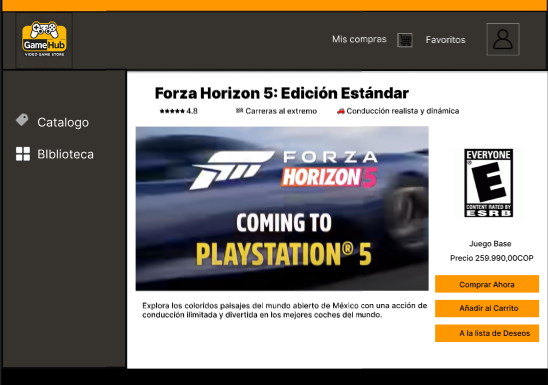 GameHub
VIDEO GAME STORE
Mis compras
Favoritos
Catalogo
BIblioteca
Forza Horizon 5: Edición Estándar
★★★★★ 4.8
Carreras al extremo
Conducción realista y dinámica
FORZA
HORIZON 5
COMING TO
PLAYSTATION® 5
EVERYONE
E
CONTENT RATED BY
ESRB
Juego Base
Precio 259.990,00COP
Comprar Ahora
Añadir al Carrito
A la lista de Deseos
Explora los coloridos paisajes del mundo abierto de México con una acción de
conducción ilimitada y divertida en los mejores coches del mundo.